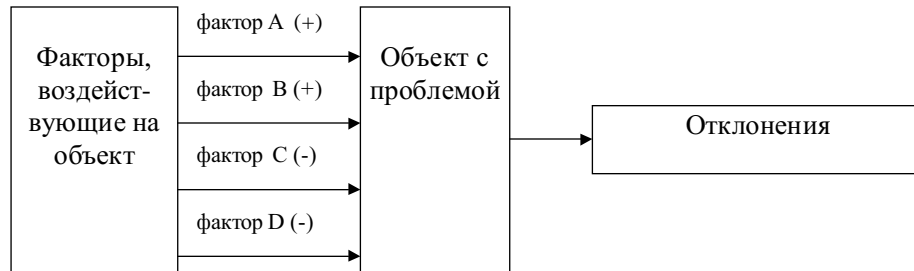 Факторы,
воздейст-
вующие на
объект
фактор А (+)
фактор В (+)
фактор С (-)
фактор D (-)
Объект с
проблемой
Отклонения